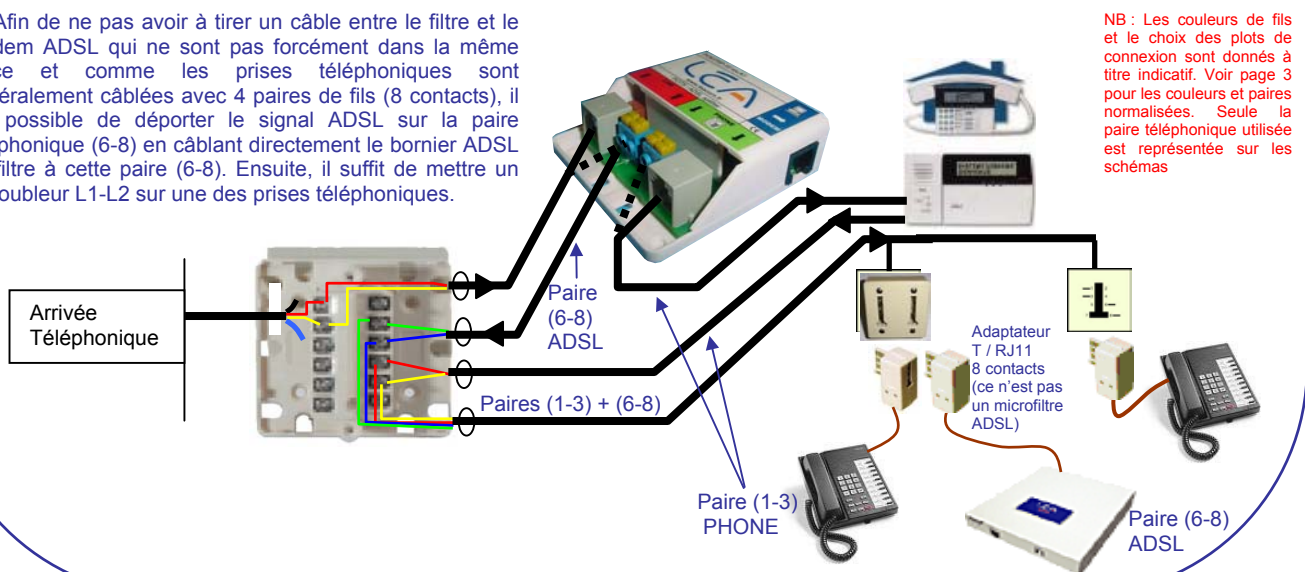 Afin de ne pas avoir à tirer un câble entre le filtre et le
dem ADSL qui ne sont pas forcément dans la même
ce et comme les prises téléphoniques sont
éralement câblées avec 4 paires de fils (8 contacts), il
possible de déporter le signal ADSL sur la paire
phonique (6-8) en câblant directement le bornier ADSL
filtre à cette paire (6-8). Ensuite, il suffit de mettre un
oubleur L1-L2 sur une des prises téléphoniques.
NB : Les couleurs de fils
et le choix des plots de
connexion sont donnés à
titre indicatif. Voir page 3
pour les couleurs et paires
normalisées. Seule la
paire téléphonique utilisée
est représentée sur les
schémas
LEA
Arrivée
Téléphonique
Paire
(6-8)
ADSL
Paires (1-3) + (6-8)
Adaptateur
T / RJ11
8 contacts
(ce n'est pas
un microfiltre
ADSL)
Paire (1-3)
PHONE
Paire (6-8)
ADSL